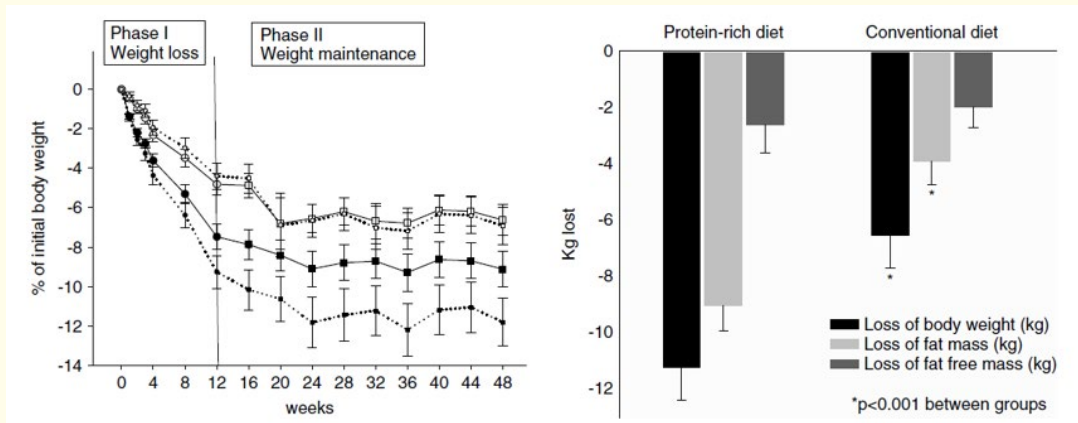 Phase I
Weight loss
Phase II
Weight maintenance
% of initial body weight
0
-2
-4
-6
-8
-10
-12
-14
0 4 8 12 16 20 24 28 32 36 40 44 48
weeks
Protein-rich diet Conventional diet
Kg lost
0
-2
-4
-6
-8
-10
-12
*
*
Loss of body weight (kg)
Loss of fat mass (kg)
Loss of fat free mass (kg)
*p<0.001 between groups